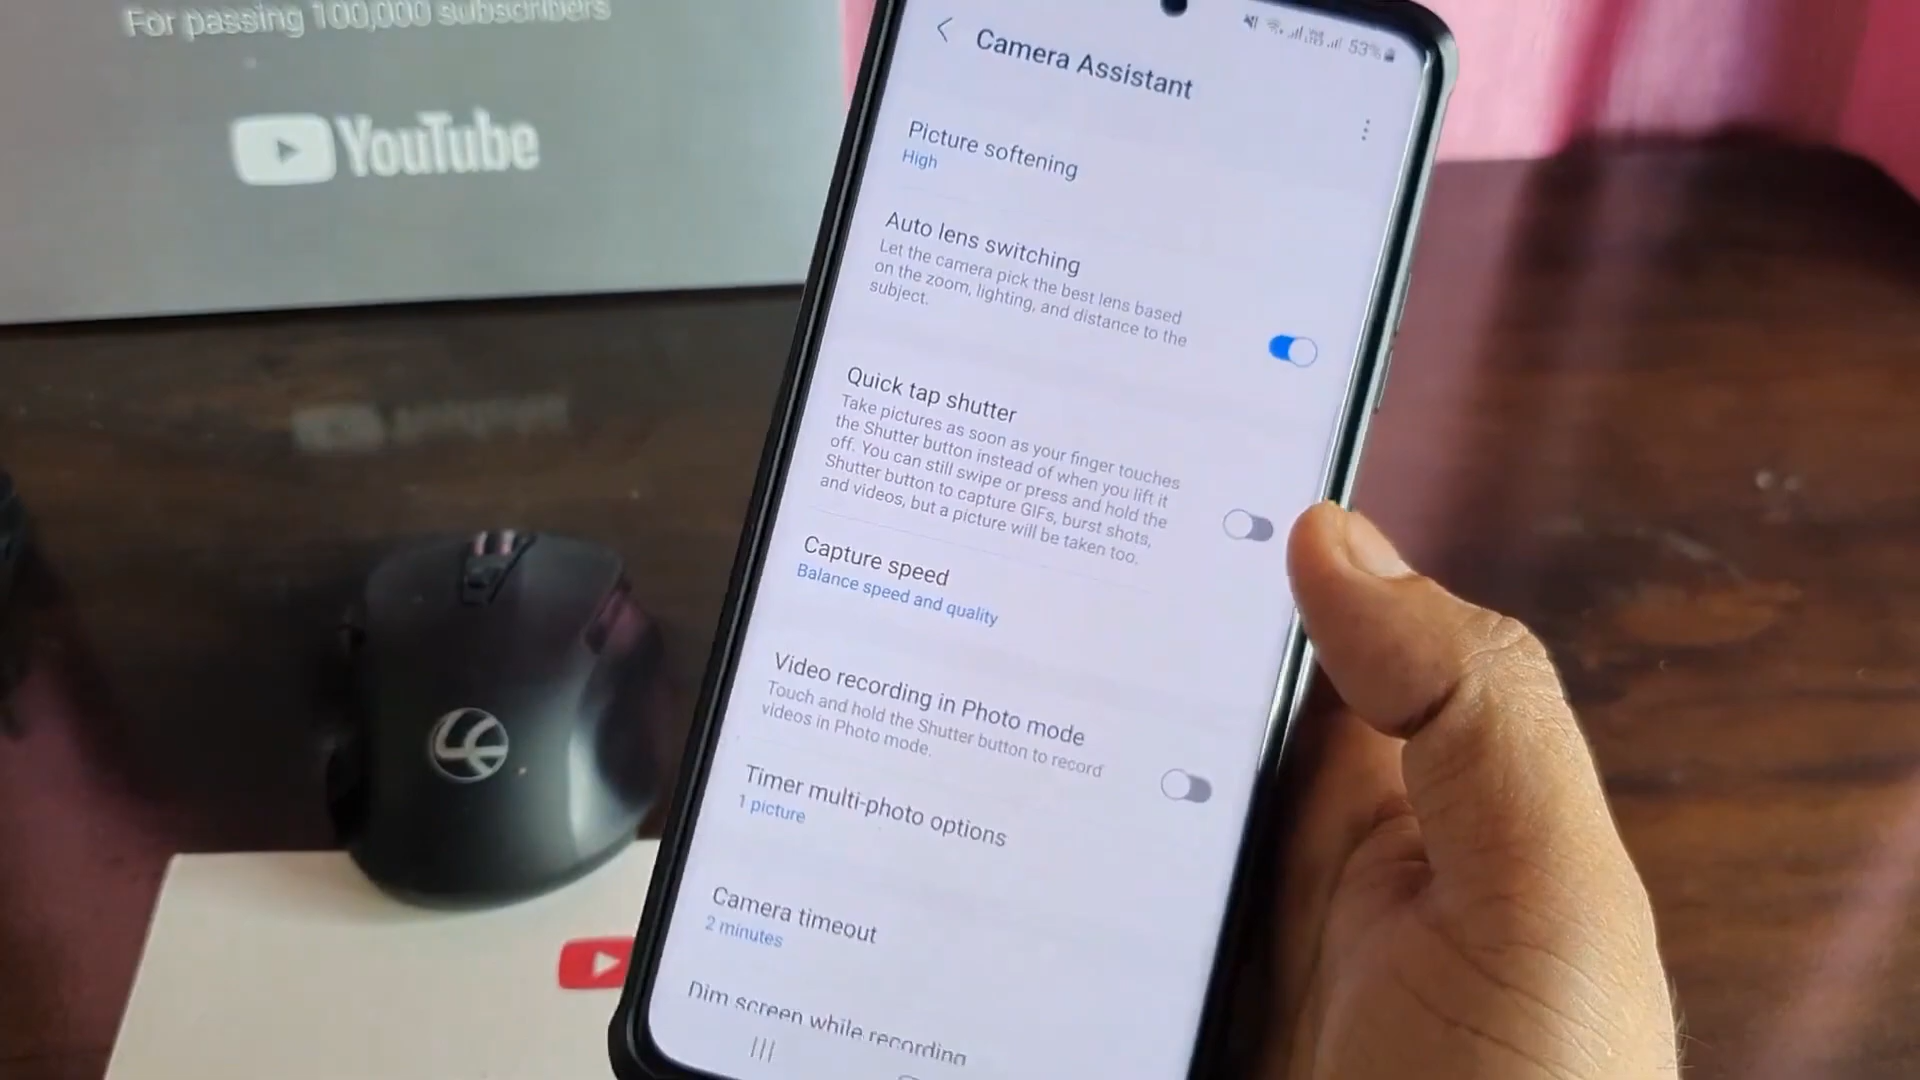 For passing 100,000 subscribers
YouTube
53%
Camera Assistant
Picture softening
High
Auto lens switching
Let the camera pick the best lens based
on the zoom, lighting, and distance to the
subject.
Quick tap shutter
Take pictures as soon as your finger touches
the Shutter button instead of when you lift it
off. You can still swipe or press and hold the
Shutter button to capture GIFs, burst shots,
and videos, but a picture will be taken too.
Capture speed
Balance speed and quality
Video recording in Photo mode
Touch and hold the Shutter button to record
videos in Photo mode.
Timer multi-photo options
1 picture
Camera timeout
2 minutes
Dim screen while recording